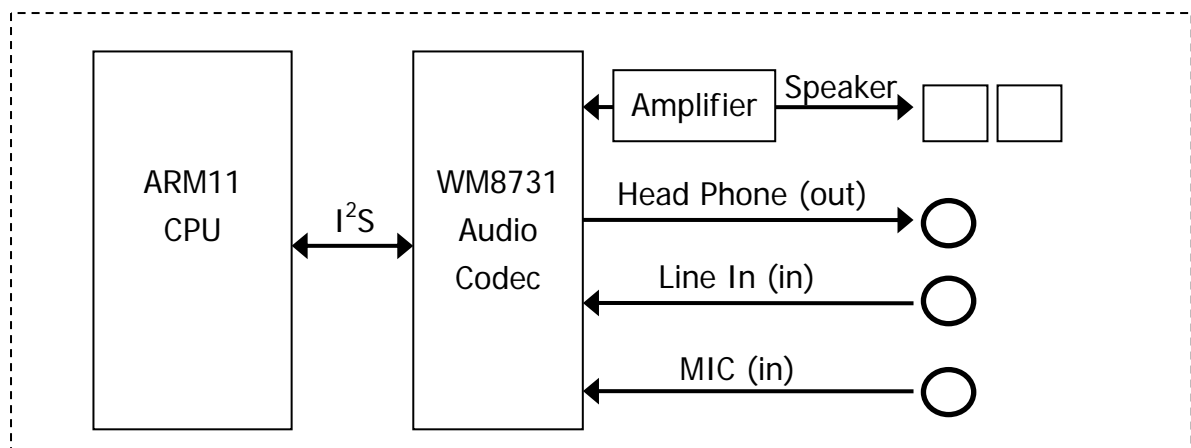 ARM11
CPU
I²S
WM8731
Audio
Codec
Amplifier
Speaker
Head Phone (out)
Line In (in)
MIC (in)